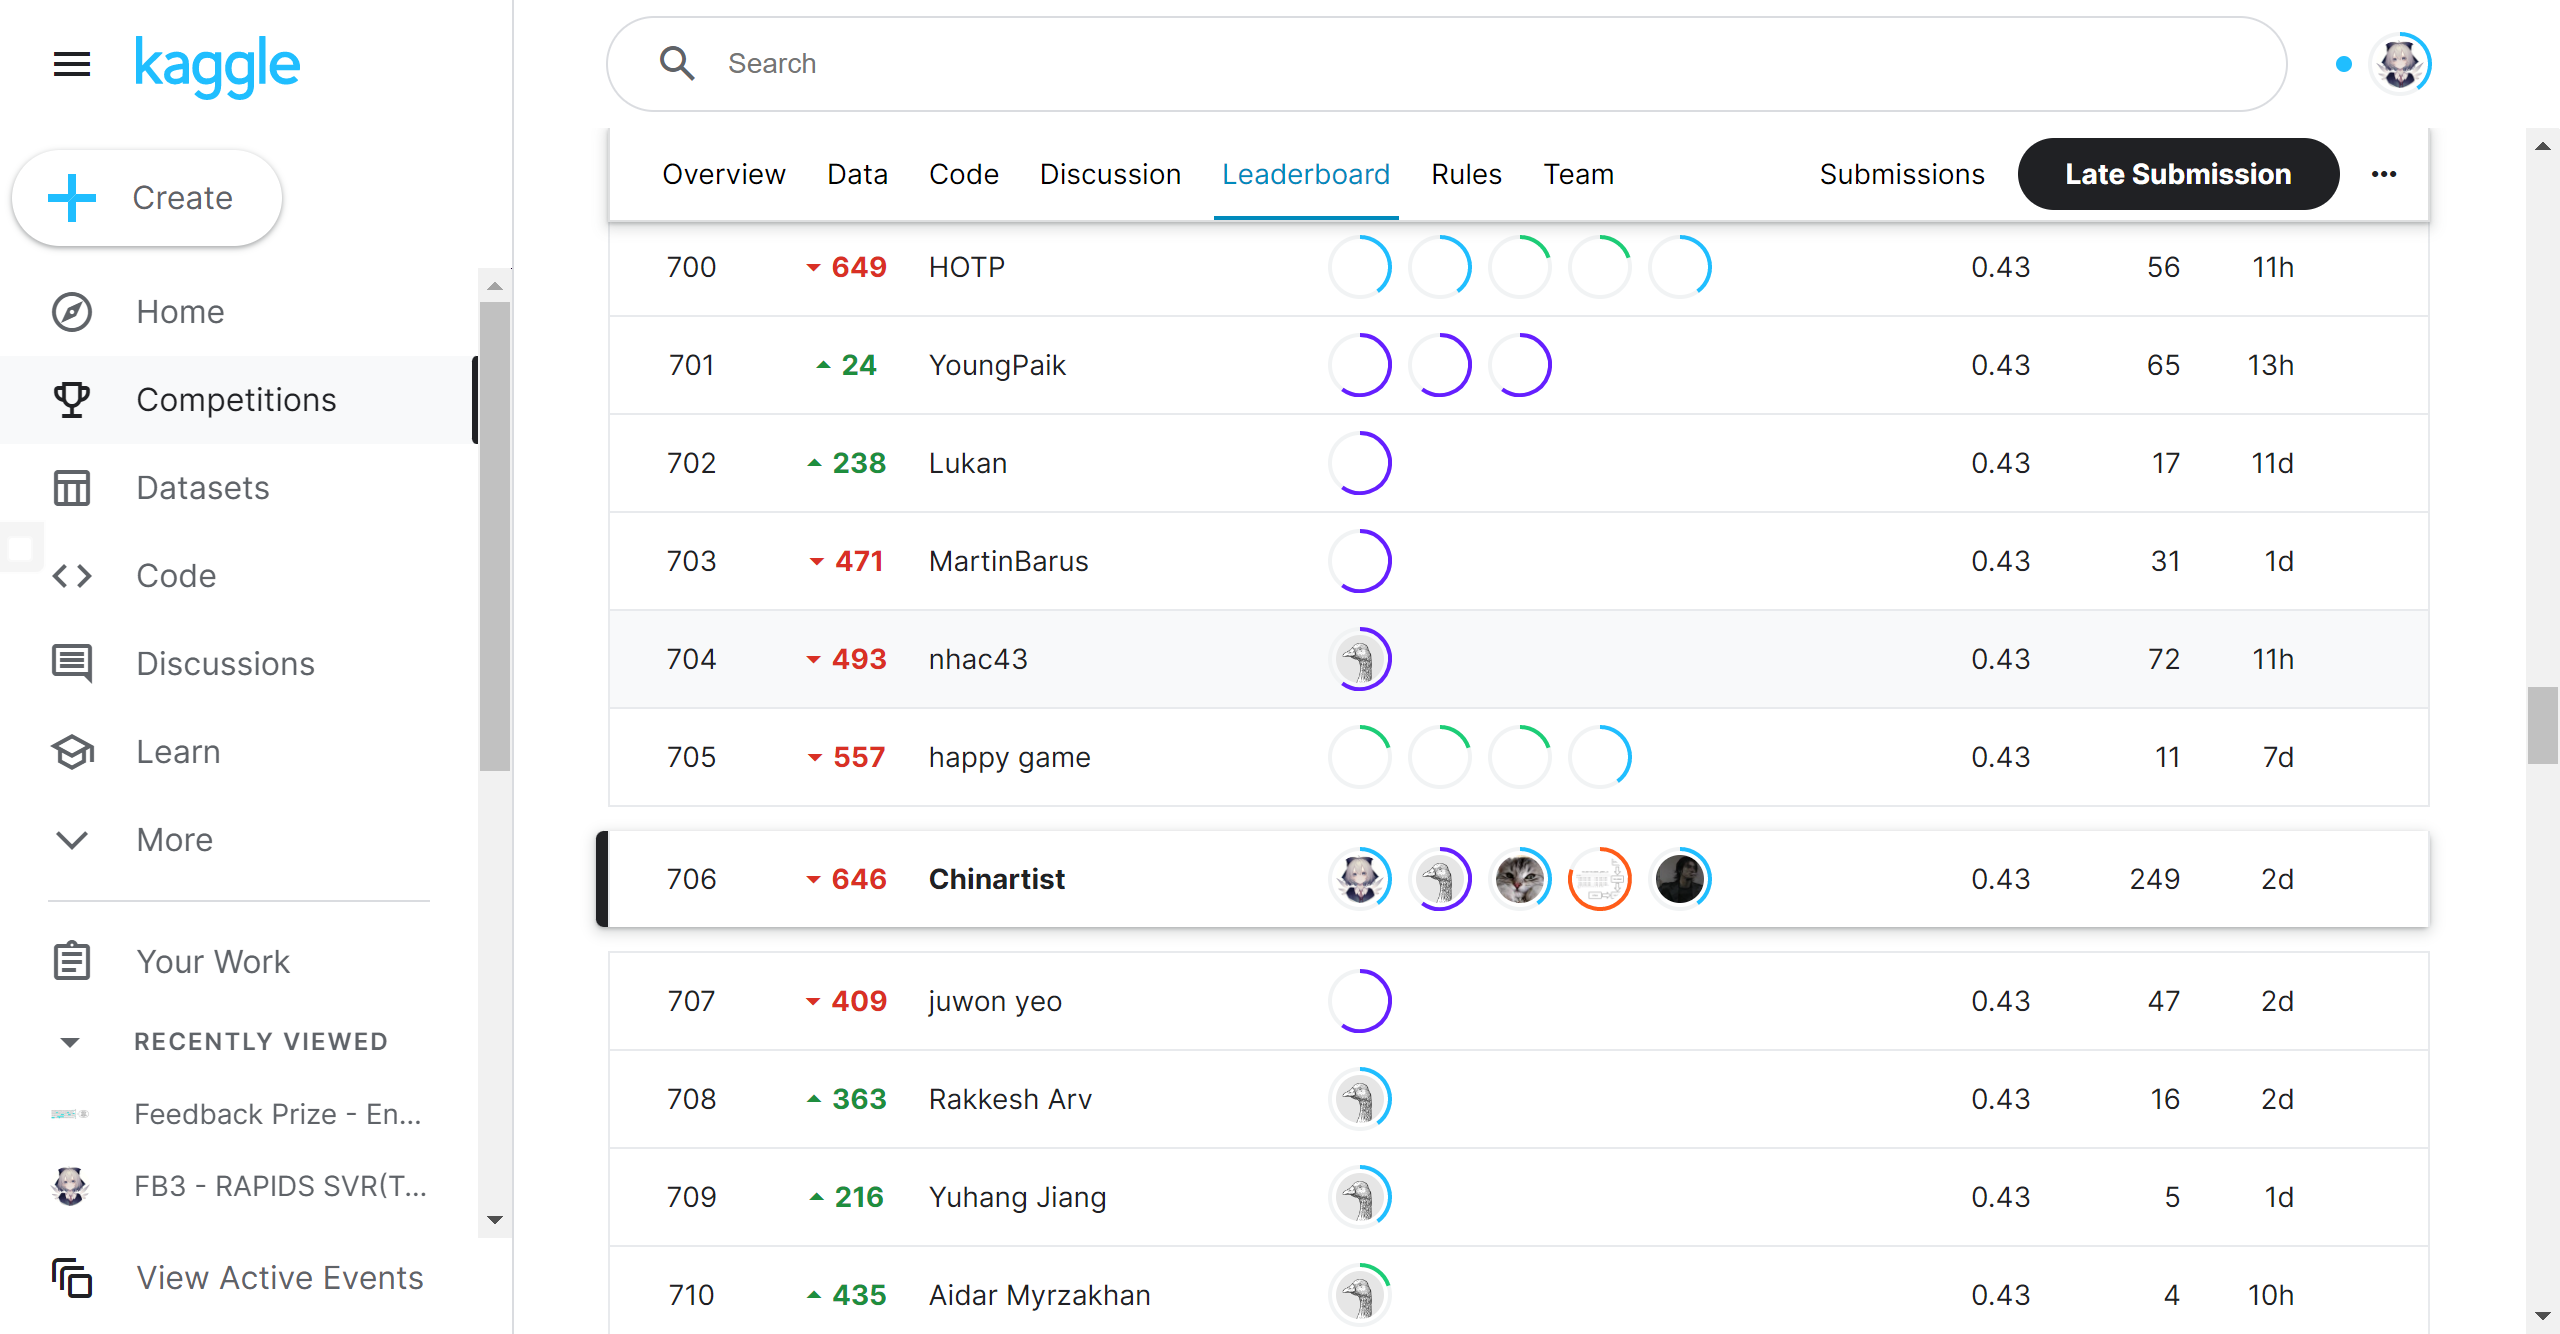 kaggle
Search
Create
Home
Competitions
Datasets
Code
Discussions
Learn
More
Your Work
RECENTLY VIEWED
Feedback Prize - En...
FB3 - RAPIDS SVR(T...
View Active Events
Overview Data Code Discussion Leaderboard Rules Team Submissions Late Submission ...
700 649 HOTP 0.43 56 11h
701 24 YoungPaik 0.43 65 13h
702 238 Lukan 0.43 17 11d
703 471 MartinBarus 0.43 31 1d
704 493 nhac43 0.43 72 11h
705 557 happy game 0.43 11 7d
706 646 Chinartist 0.43 249 2d
707 409 juwon yeo 0.43 47 2d
708 363 Rakkesh Arv 0.43 16 2d
709 216 Yuhang Jiang 0.43 5 1d
710 435 Aidar Myrzakhan 0.43 4 10h